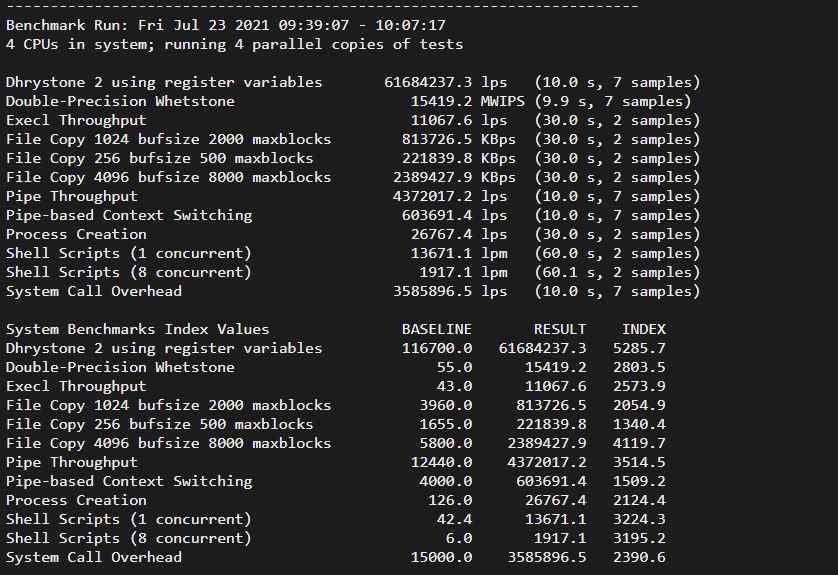 ------------------------------------------------------------------------
Benchmark Run: Fri Jul 23 2021 09:39:07 - 10:07:17
4 CPUs in system; running 4 parallel copies of tests

Dhrystone 2 using register variables       61684237.3 lps   (10.0 s, 7 samples)
Double-Precision Whetstone                    15419.2 MWIPS (9.9 s, 7 samples)
Execl Throughput                              11067.6 lps   (30.0 s, 2 samples)
File Copy 1024 bufsize 2000 maxblocks        813726.5 KBps  (30.0 s, 2 samples)
File Copy 256 bufsize 500 maxblocks          221839.8 KBps  (30.0 s, 2 samples)
File Copy 4096 bufsize 8000 maxblocks       2389427.9 KBps  (30.0 s, 2 samples)
Pipe Throughput                             4372017.2 lps   (10.0 s, 7 samples)
Pipe-based Context Switching                 603691.4 lps   (10.0 s, 7 samples)
Process Creation                              26767.4 lps   (30.0 s, 2 samples)
Shell Scripts (1 concurrent)                  13671.1 lpm   (60.0 s, 2 samples)
Shell Scripts (8 concurrent)                   1917.1 lpm   (60.1 s, 2 samples)
System Call Overhead                        3585896.5 lps   (10.0 s, 7 samples)

System Benchmarks Index Values               BASELINE       RESULT    INDEX
Dhrystone 2 using register variables         116700.0   61684237.3   5285.7
Double-Precision Whetstone                       55.0      15419.2   2803.5
Execl Throughput                                 43.0      11067.6   2573.9
File Copy 1024 bufsize 2000 maxblocks          3960.0     813726.5   2054.9
File Copy 256 bufsize 500 maxblocks            1655.0     221839.8   1340.4
File Copy 4096 bufsize 8000 maxblocks          5800.0    2389427.9   4119.7
Pipe Throughput                               12440.0    4372017.2   3514.5
Pipe-based Context Switching                   4000.0     603691.4   1509.2
Process Creation                                126.0      26767.4   2124.4
Shell Scripts (1 concurrent)                     42.4      13671.1   3224.3
Shell Scripts (8 concurrent)                      6.0       1917.1   3195.2
System Call Overhead                          15000.0    3585896.5   2390.6